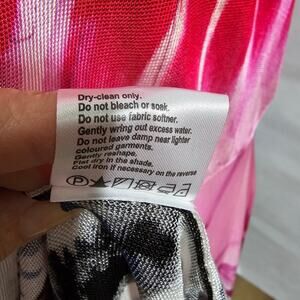 Dry-clean only.
Do not bleach or soak.
Do not use fabric softner.
Gently wring out excess water.
Do not leave damp near lighter
coloured garments.
Gently reshape.
Flat dry in the shade.
Cool iron if necessary on the reverse